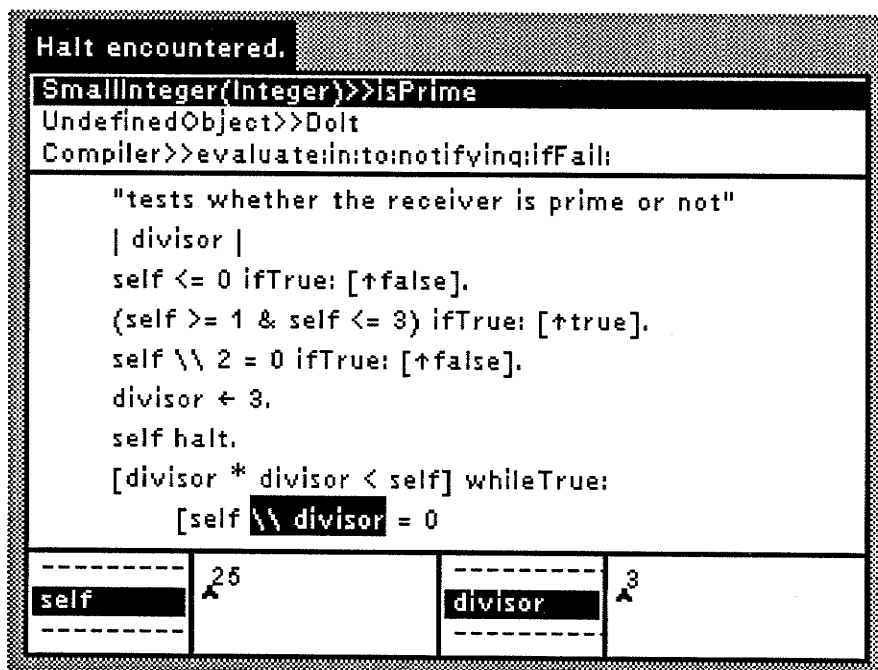 Halt encountered.
SmallInteger(Integer)>>isPrime
UndefinedObject>>DoIt
Compiler>>evaluate:in:to:notifying:ifFail:
"tests whether the receiver is prime or not"
| divisor |
self <= 0 ifTrue: [↑false].
(self >= 1 & self <= 3) ifTrue: [↑true].
self \\ 2 = 0 ifTrue: [↑false].
divisor ← 3.
self halt.
[divisor * divisor < self] whileTrue:
[self \\ divisor = 0
---------
self
---------
25
---------
divisor
---------
3